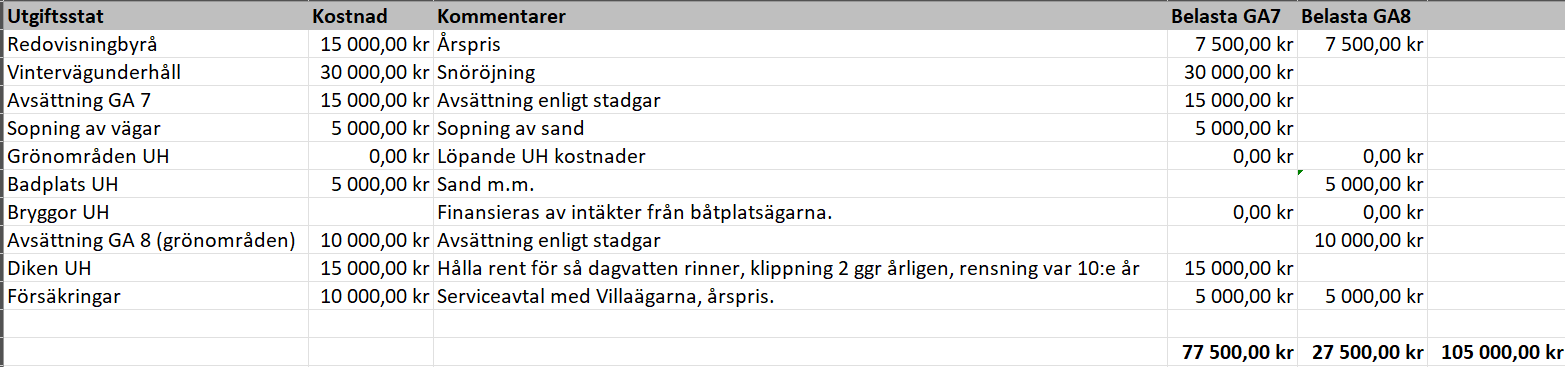 Utgiftsstat Kostnad Kommentarer Belasta GA7 Belasta GA8
Redovisningbyrå 15 000,00 kr Årspris 7 500,00 kr 7 500,00 kr
Vintervägunderhåll 30 000,00 kr Snöröjning 30 000,00 kr
Avsättning GA 7 15 000,00 kr Avsättning enligt stadgar 15 000,00 kr
Sopning av vägar 5 000,00 kr Sopning av sand 5 000,00 kr
Grönområden UH 0,00 kr Löpande UH kostnader 0,00 kr 0,00 kr
Badplats UH 5 000,00 kr Sand m.m. 5 000,00 kr
Bryggor UH Finansieras av intäkter från båtplatsägarna. 0,00 kr 0,00 kr
Avsättning GA 8 (grönområden) 10 000,00 kr Avsättning enligt stadgar 10 000,00 kr
Diken UH 15 000,00 kr Hålla rent för så dagvatten rinner, klippning 2 ggr årligen, rensning var 10:e år 15 000,00 kr
Försäkringar 10 000,00 kr Serviceavtal med Villaägarna, årspris. 5 000,00 kr 5 000,00 kr
77 500,00 kr 27 500,00 kr 105 000,00 kr